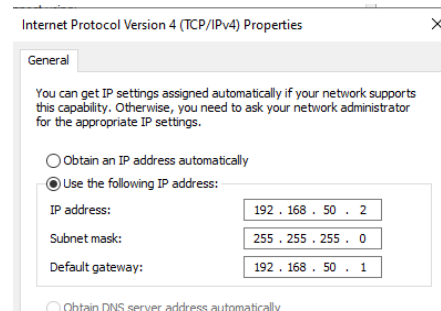 Internet Protocol Version 4 (TCP/IPv4) Properties
General
You can get IP settings assigned automatically if your network supports
this capability. Otherwise, you need to ask your network administrator
for the appropriate IP settings.
Obtain an IP address automatically
Use the following IP address:
IP address: 192 . 168 . 50 . 2
Subnet mask: 255 . 255 . 255 . 0
Default gateway: 192 . 168 . 50 . 1
Obtain DNS server address automatically